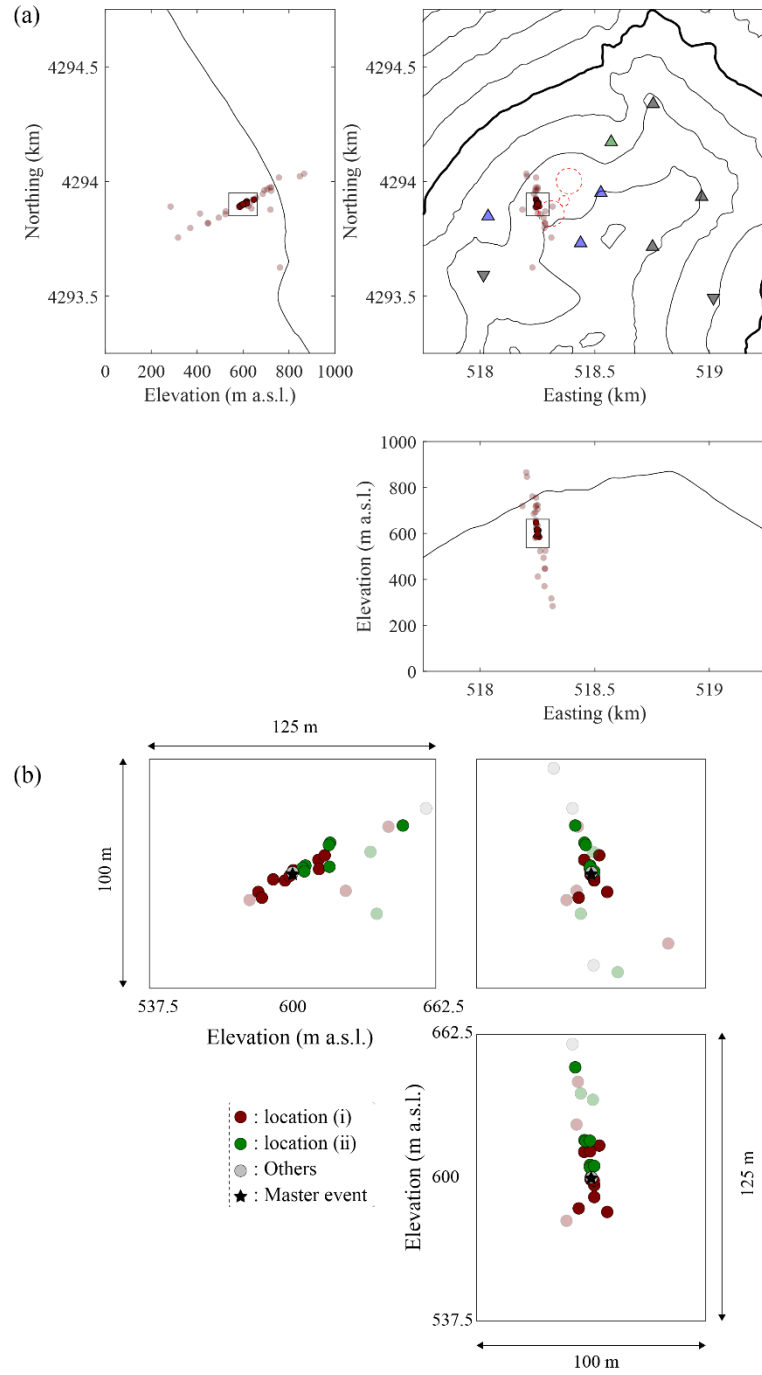 (a)
4294.5
4294
4293.5
Northing (km)
0 200 400 600 800 1000
Elevation (m a.s.l.)
4294.5
4294
4293.5
Northing (km)
518 518.5 519
Easting (km)
1000
800
600
400
200
0
Elevation (m a.s.l.)
518 518.5 519
Easting (km)
(b)
125 m
100 m
537.5 600 662.5
Elevation (m a.s.l.)
: location (i)
: location (ii)
: Others
: Master event
662.5
600
537.5
Elevation (m a.s.l.)
125 m
100 m